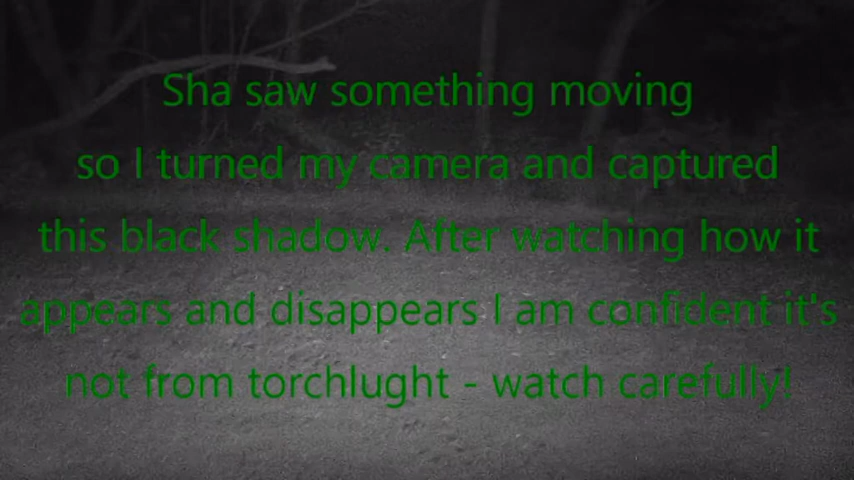 Sha saw something moving
so I turned my camera and captured
this black shadow. After watching how it
appears and disappears I am confident it's
not from torchlught - watch carefully!